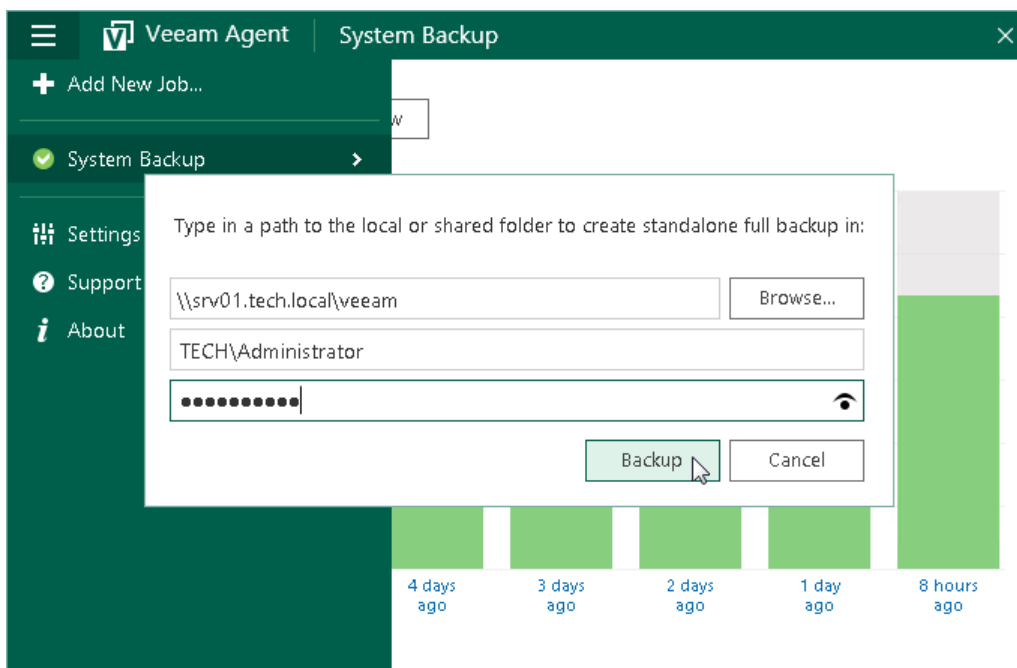 Veeam Agent
System Backup
Add New Job...
w
System Backup
Settings
Support
About
Type in a path to the local or shared folder to create standalone full backup in:
\\srv01.tech.local\veeam
Browse...
TECH\Administrator
●●●●●●●●●●
Backup
Cancel
4 days ago
3 days ago
2 days ago
1 day ago
8 hours ago